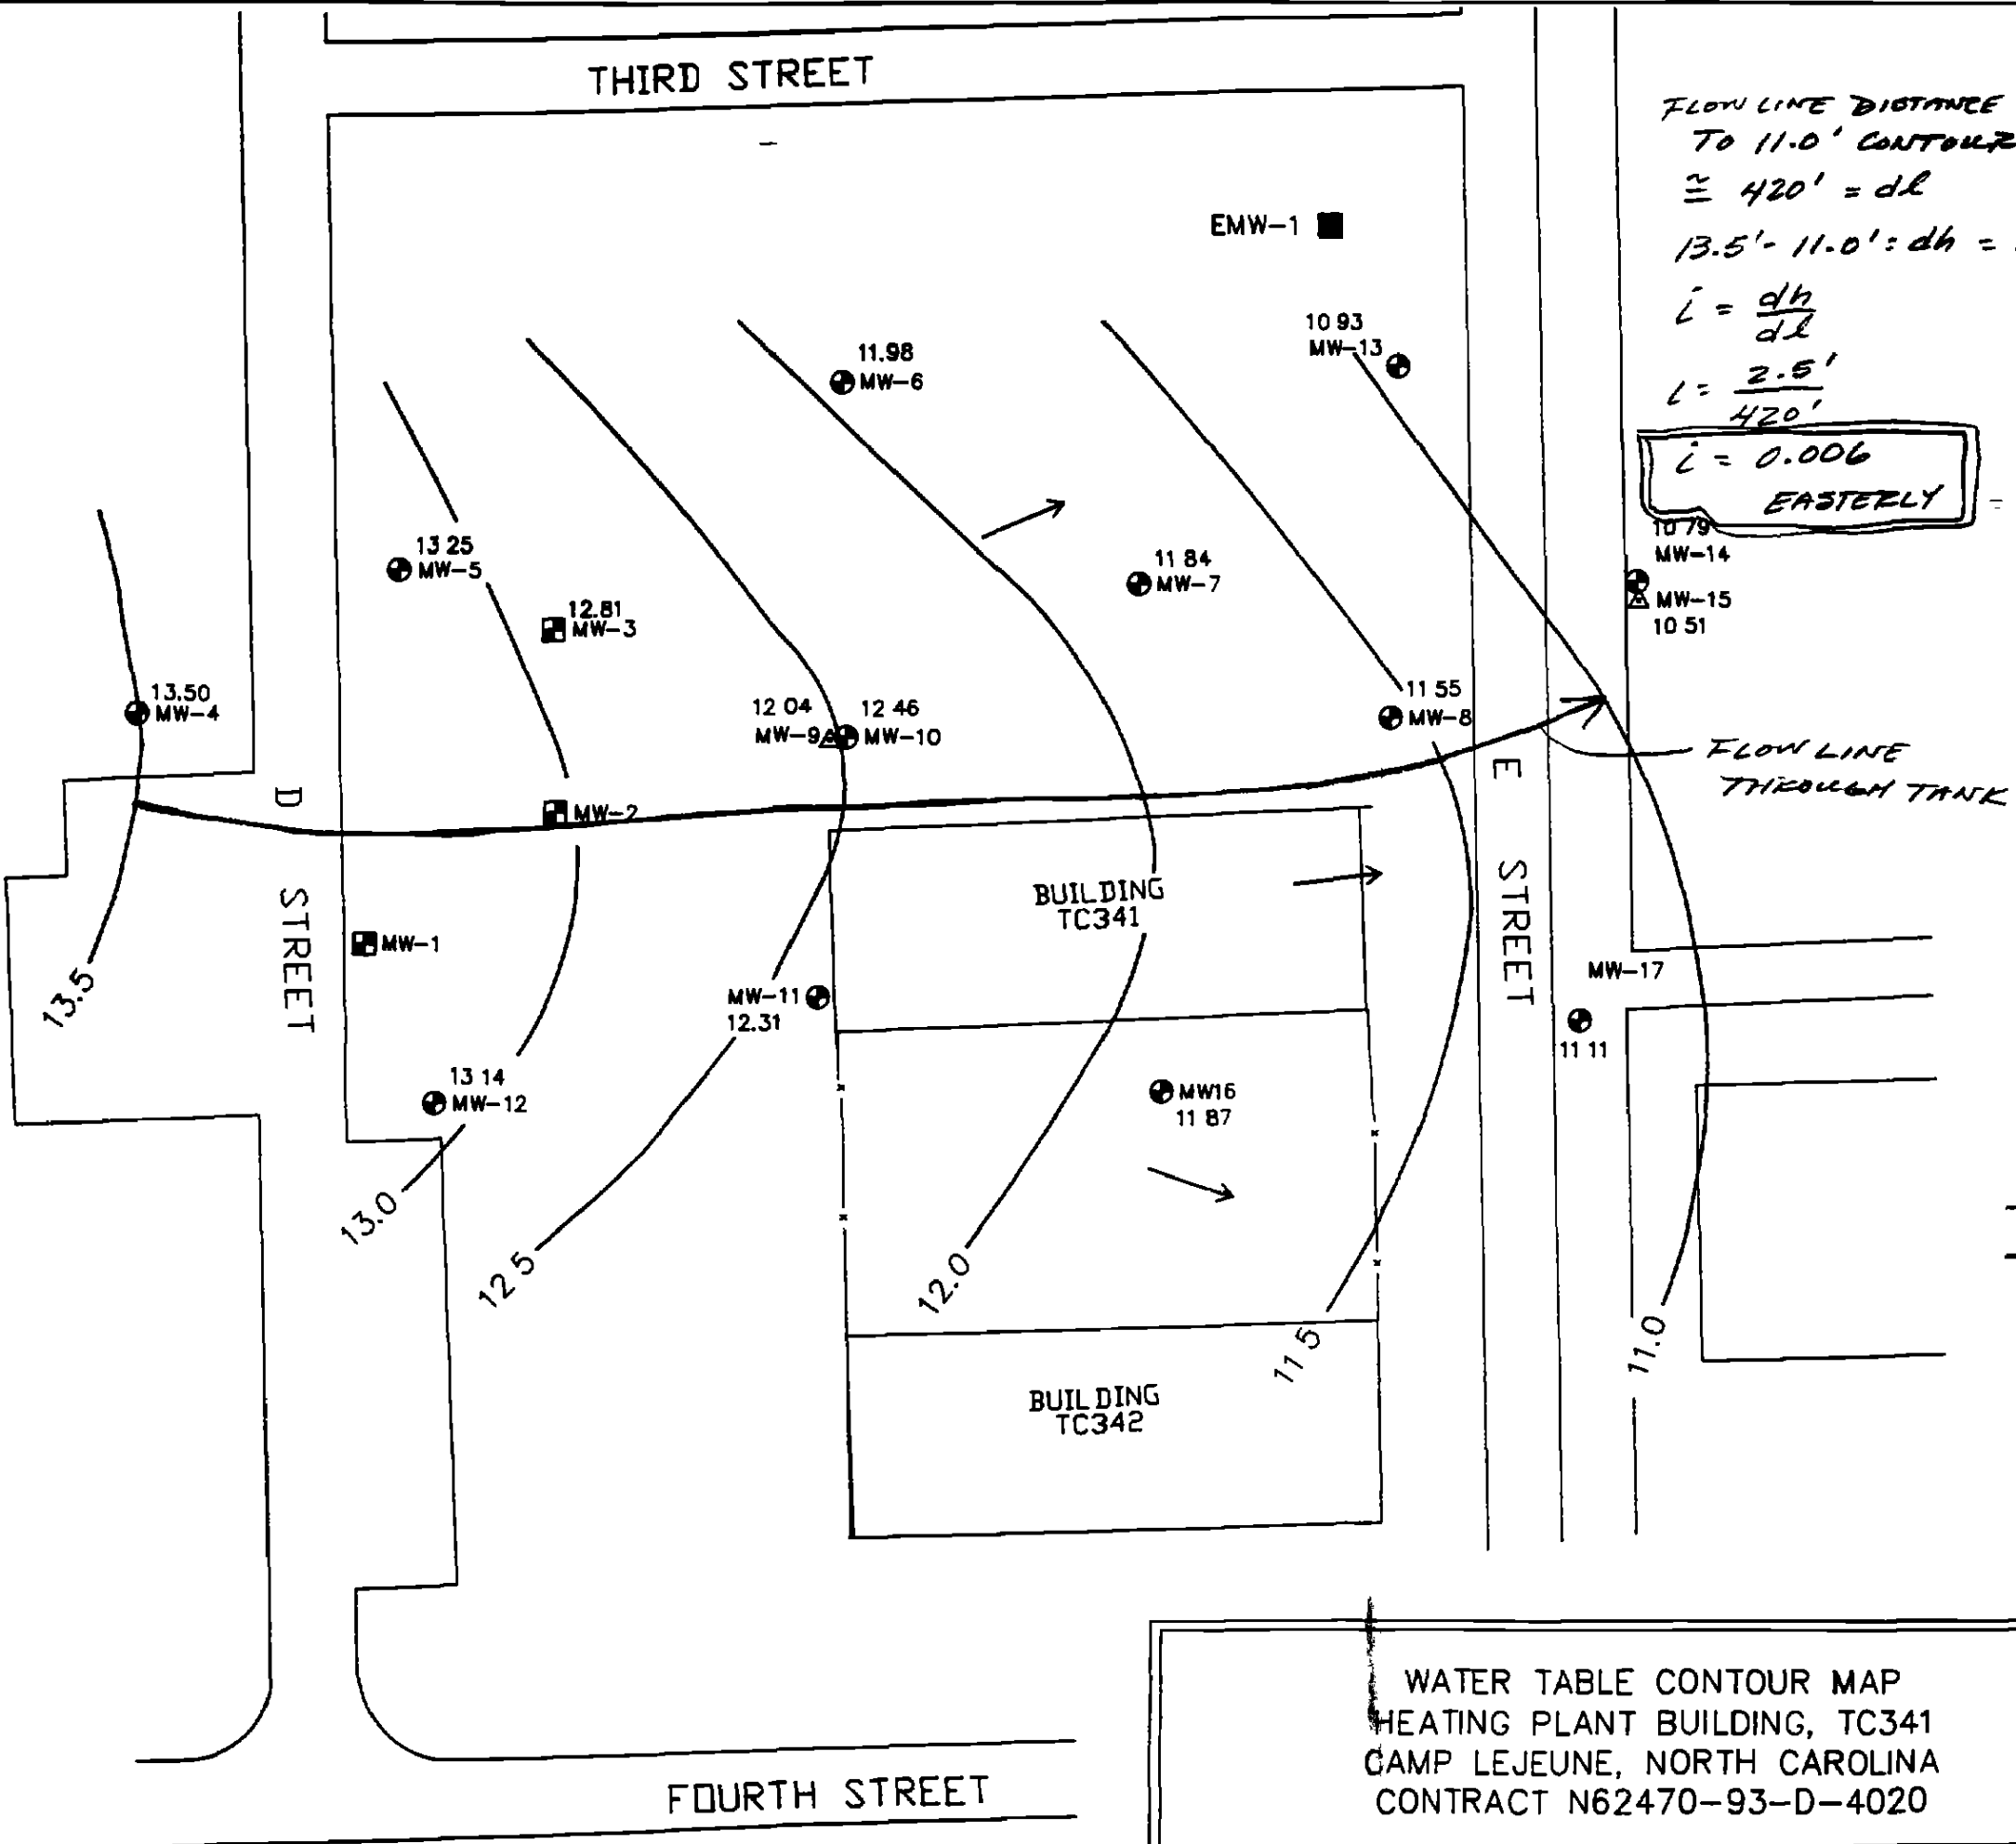 THIRD STREET
FLOW LINE DISTANCE
TO 11.0' CONTOUR
≅ 420' = dl
13.5' - 11.0' = dh =
i = dh
dl
i = 2.5'
420'
i = 0.006
EASTERLY
EMW-1
10 93
MW-13
11.98
MW-6
13 25
MW-5
12.81
MW-3
11 84
MW-7
10 79
MW-14
MW-15
10 51
13.50
MW-4
12 04
MW-9
12 46
MW-10
11 55
MW-8
FLOW LINE
THROUGH TANK
MW-2
D STREET
E STREET
BUILDING
TC341
MW-1
13.5
MW-11
12.31
MW-17
11 11
13 14
MW-12
MW16
11 87
13.0
12 5
12.0
11 5
11.0
BUILDING
TC342
FOURTH STREET
WATER TABLE CONTOUR MAP
HEATING PLANT BUILDING, TC341
CAMP LEJEUNE, NORTH CAROLINA
CONTRACT N62470-93-D-4020